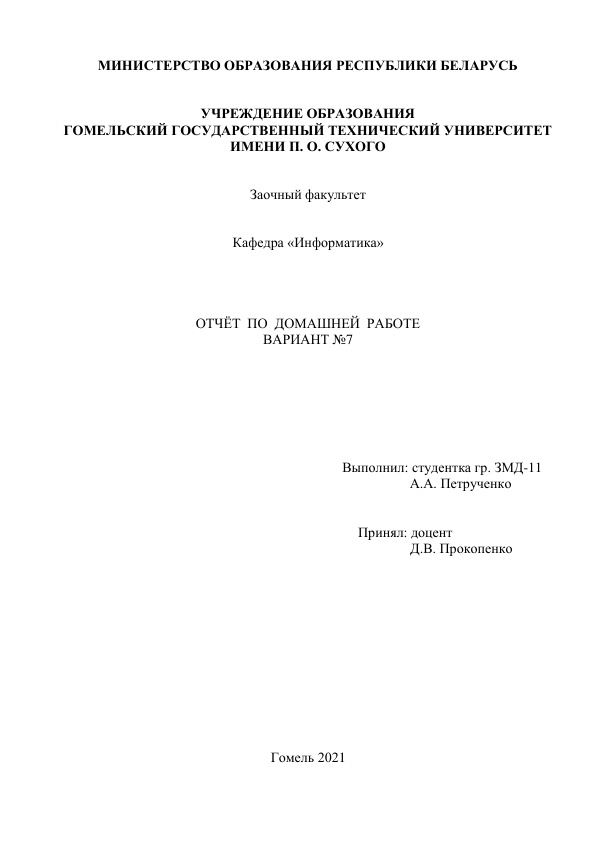 МИНИСТЕРСТВО ОБРАЗОВАНИЯ РЕСПУБЛИКИ БЕЛАРУСЬ
УЧРЕЖДЕНИЕ ОБРАЗОВАНИЯ
ГОМЕЛЬСКИЙ ГОСУДАРСТВЕННЫЙ ТЕХНИЧЕСКИЙ УНИВЕРСИТЕТ
ИМЕНИ П. О. СУХОГО
Заочный факультет
Кафедра «Информатика»
ОТЧЁТ ПО ДОМАШНЕЙ РАБОТЕ
ВАРИАНТ №7
Выполнил: студентка гр. ЗМД-11
А.А. Петрученко
Принял: доцент
Д.В. Прокопенко
Гомель 2021